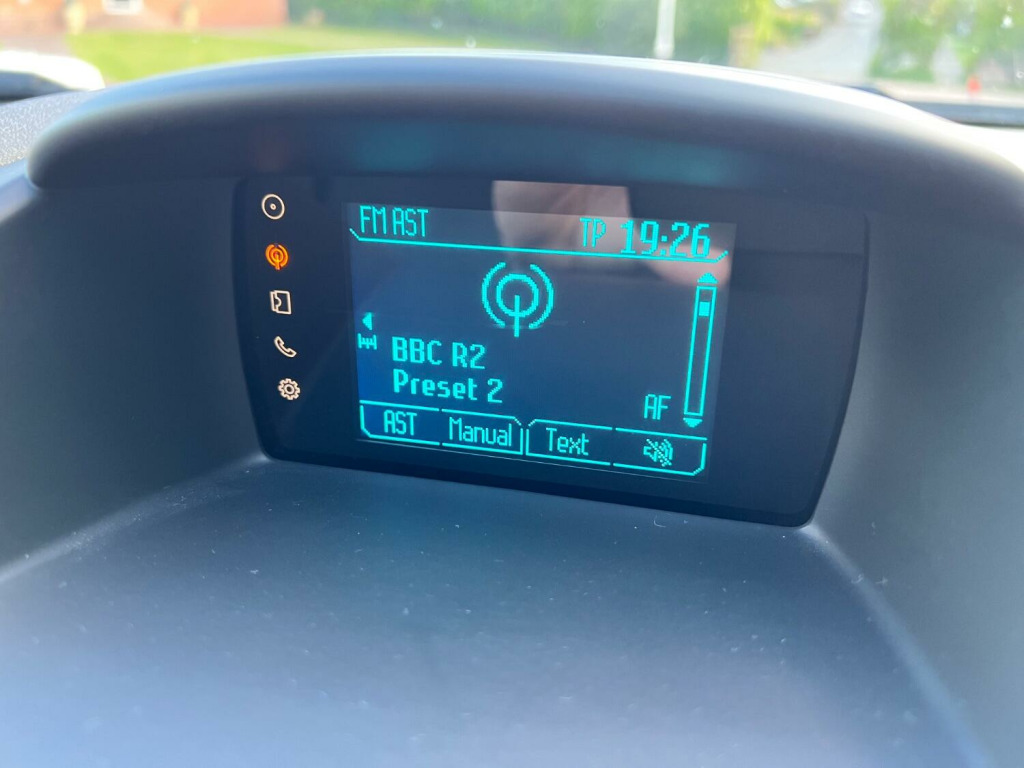 FM AST TP 19:26
BBC R2
Preset 2
AF
AST Manual Text